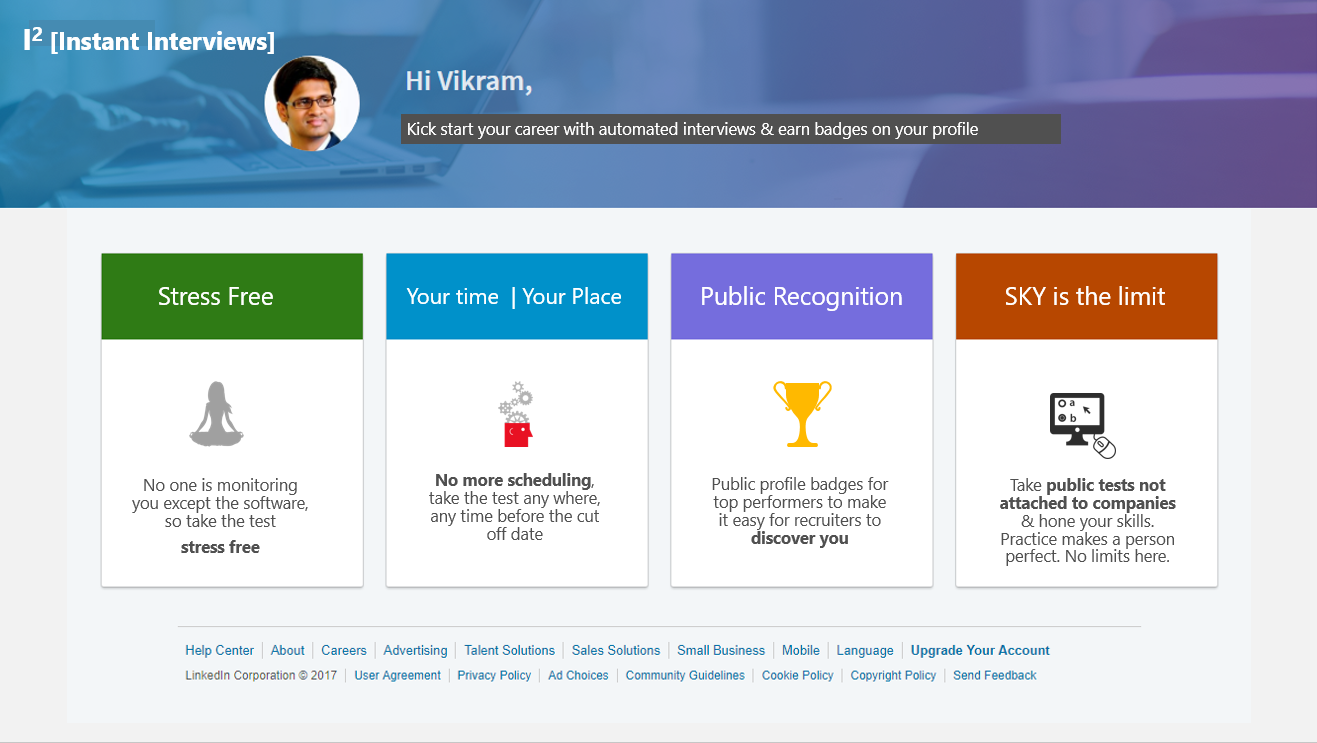 I² [Instant Interviews]
Hi Vikram,
Kick start your career with automated interviews & earn badges on your profile
Stress Free
No one is monitoring
you except the software,
so take the test
stress free
Your time | Your Place
No more scheduling,
take the test any where,
any time before the cut
off date
Public Recognition
Public profile badges for
top performers to make
it easy for recruiters to
discover you
SKY is the limit
a
b
Take public tests not
attached to companies
& hone your skills.
Practice makes a person
perfect. No limits here.
Help Center | About | Careers | Advertising | Talent Solutions | Sales Solutions | Small Business | Mobile | Language | Upgrade Your Account
LinkedIn Corporation © 2017 | User Agreement | Privacy Policy | Ad Choices | Community Guidelines | Cookie Policy | Copyright Policy | Send Feedback